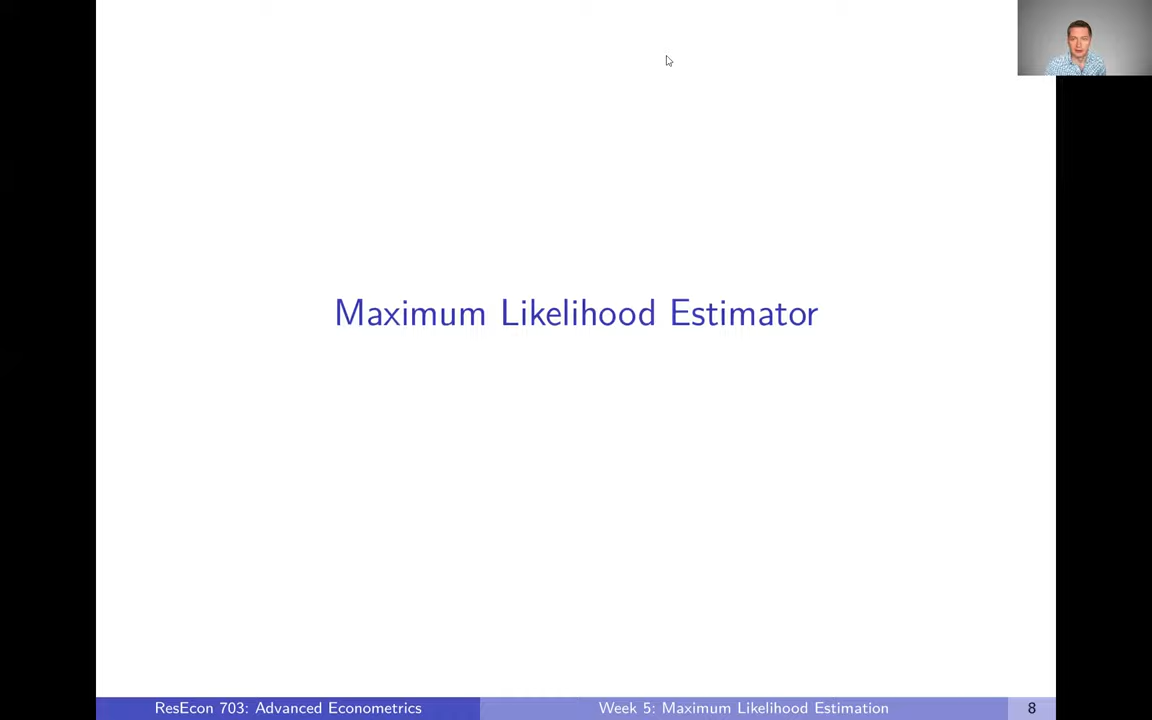 Maximum Likelihood Estimator
ResEcon 703: Advanced Econometrics
Week 5: Maximum Likelihood Estimation
8